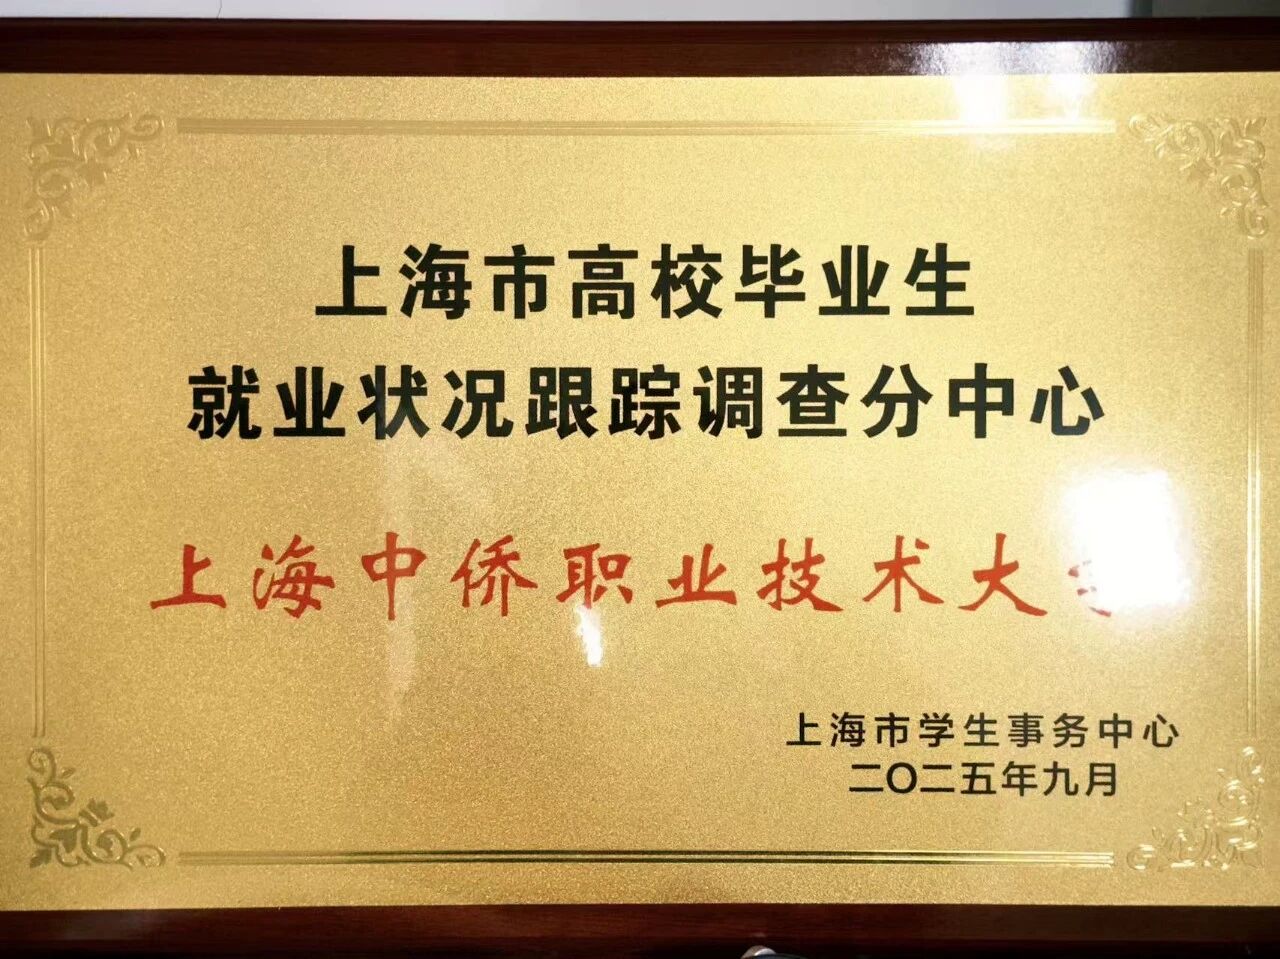 上海市高校毕业生
就业状况跟踪调查分中心
上海中侨职业技术大
上海市学生事务中心
二〇二五年九月